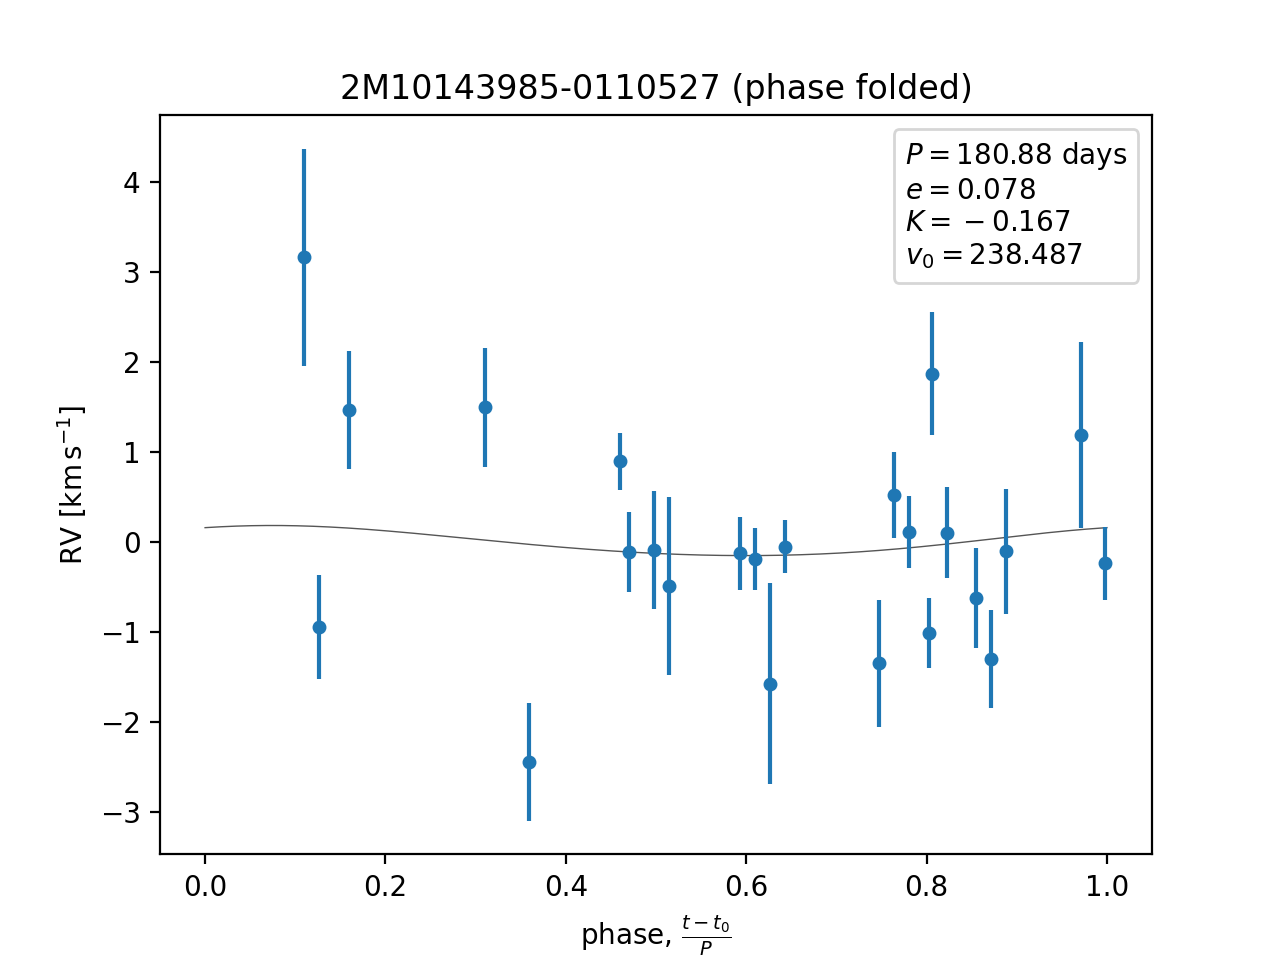 2M10143985-0110527 (phase folded)
P = 180.88 days
e = 0.078
K = −0.167
v₀ = 238.487
RV [km s⁻¹]
4
3
2
1
0
−1
−2
−3
0.0 0.2 0.4 0.6 0.8 1.0
phase, (t − t₀)/P